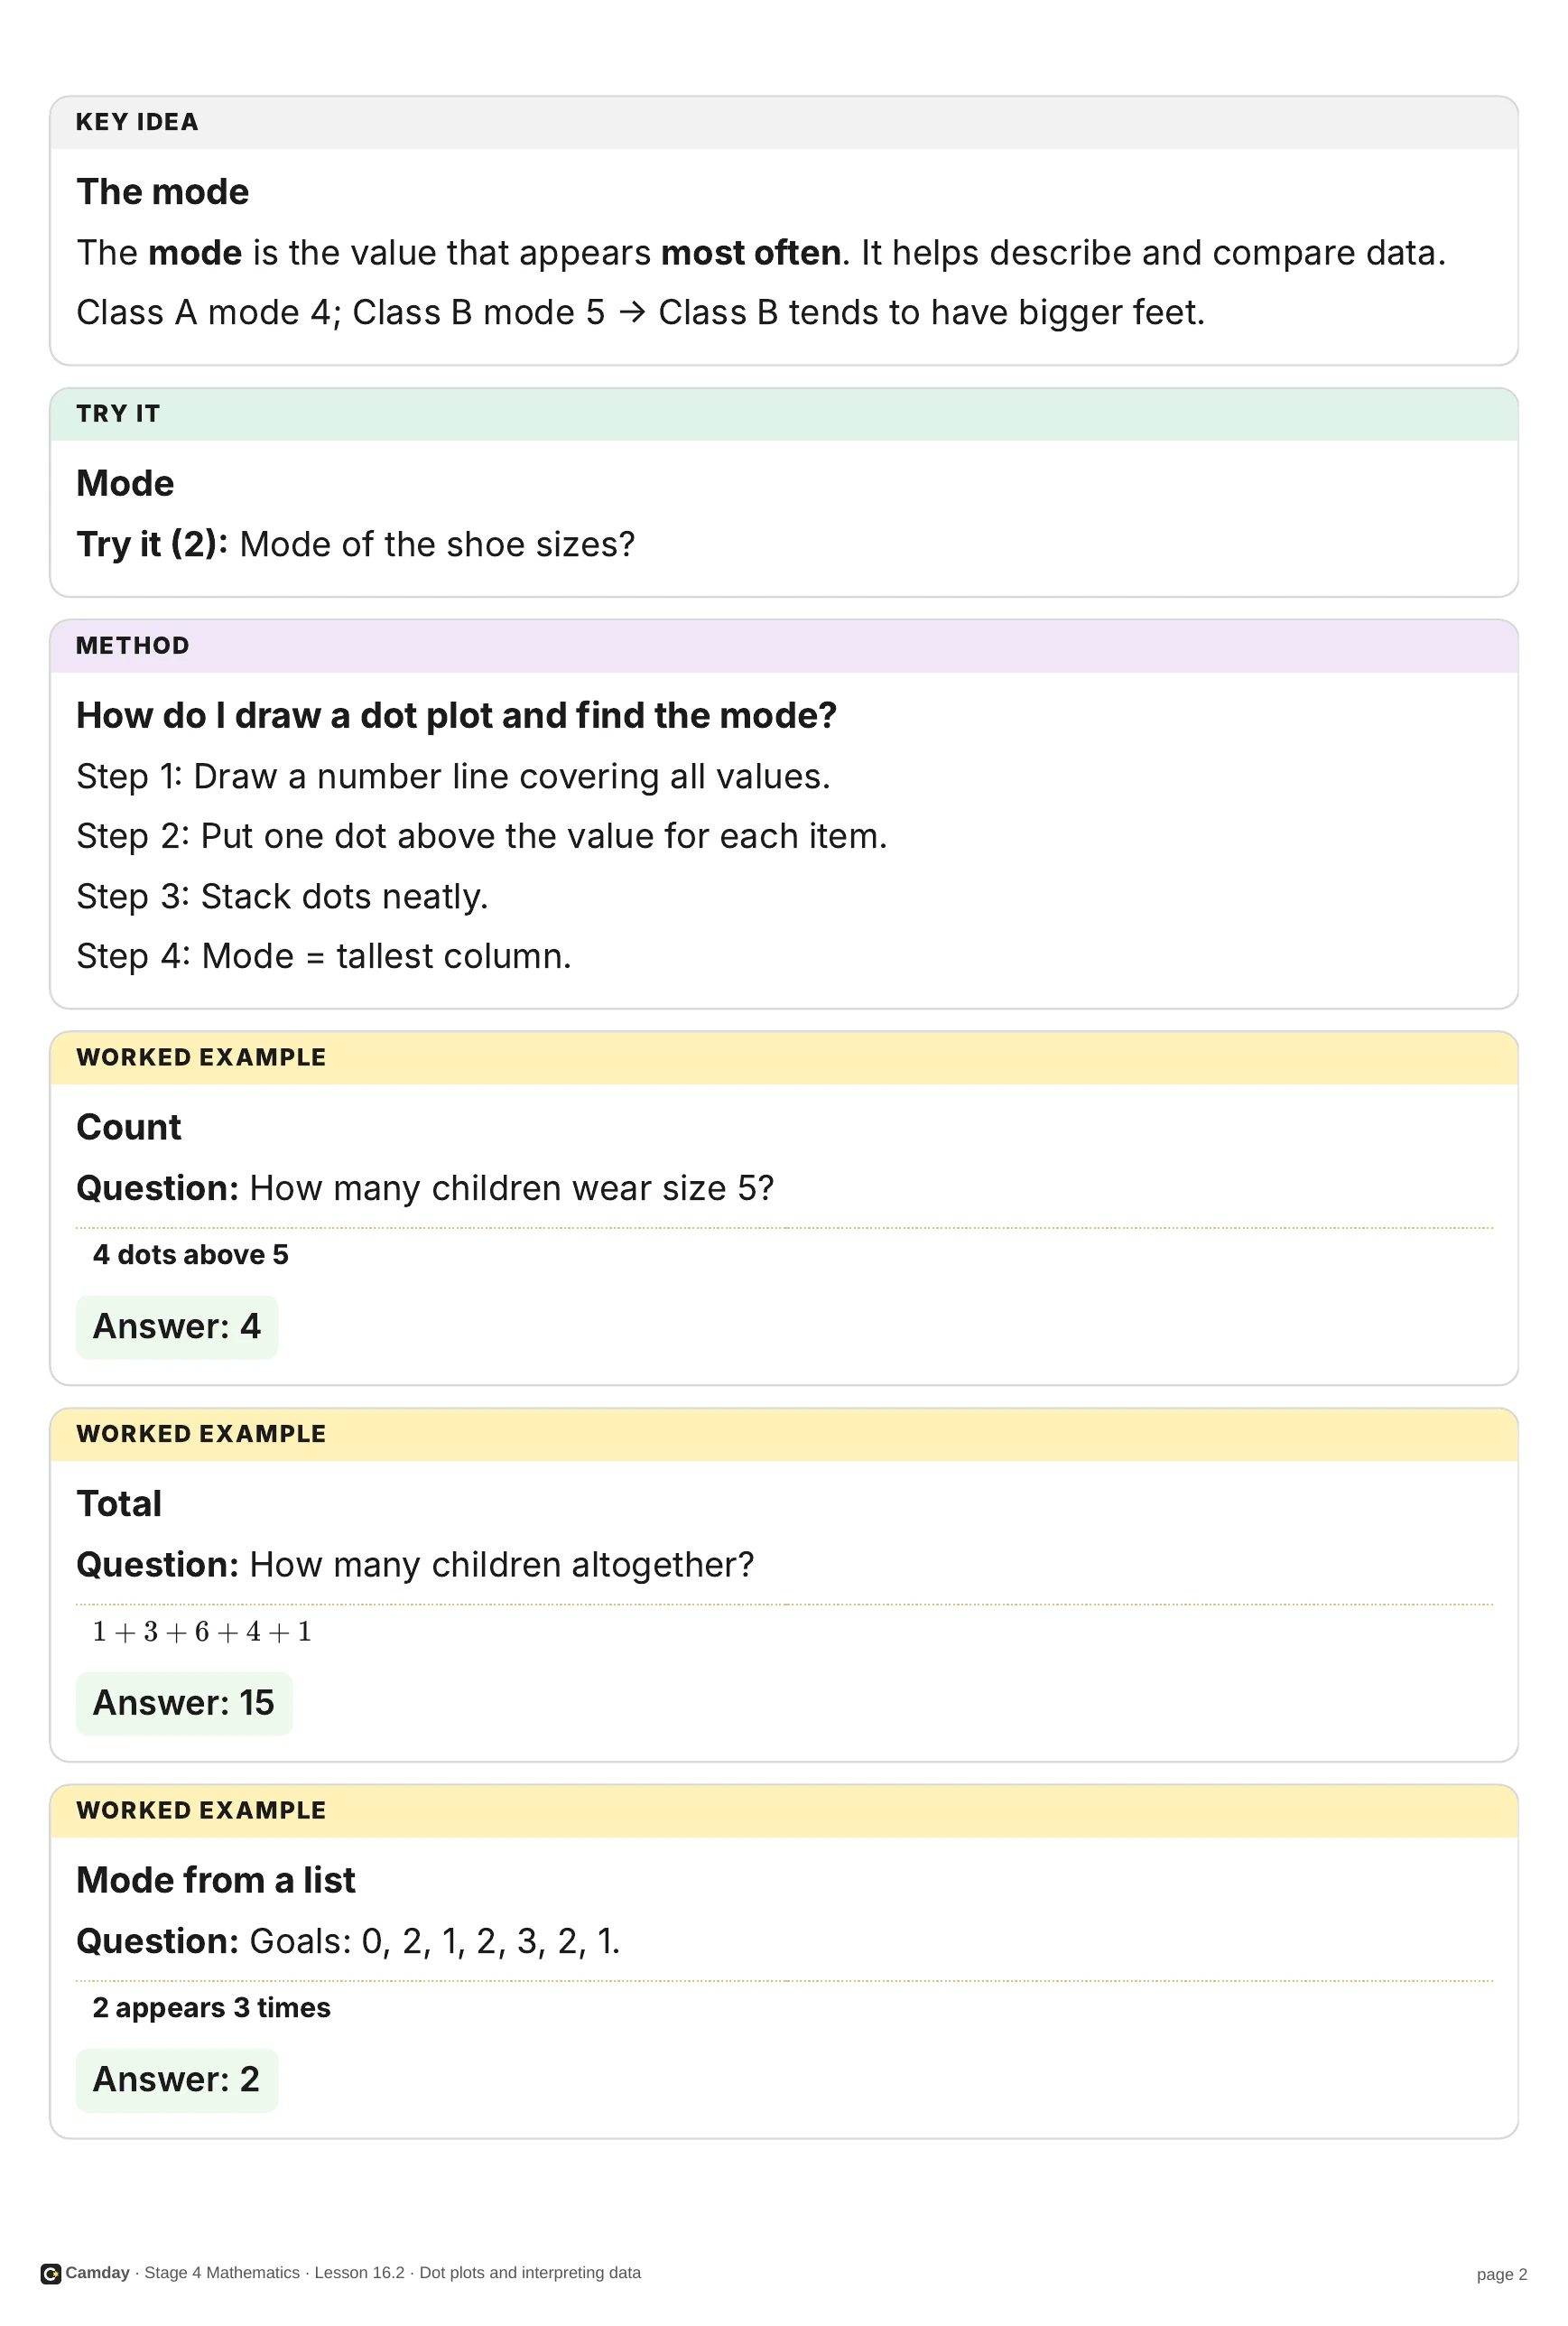 KEY IDEA
The mode
The mode is the value that appears most often. It helps describe and compare data.
Class A mode 4; Class B mode 5 → Class B tends to have bigger feet.
TRY IT
Mode
Try it (2): Mode of the shoe sizes?
METHOD
How do I draw a dot plot and find the mode?
Step 1: Draw a number line covering all values.
Step 2: Put one dot above the value for each item.
Step 3: Stack dots neatly.
Step 4: Mode = tallest column.
WORKED EXAMPLE
Count
Question: How many children wear size 5?
4 dots above 5
Answer: 4
WORKED EXAMPLE
Total
Question: How many children altogether?
1 + 3 + 6 + 4 + 1
Answer: 15
WORKED EXAMPLE
Mode from a list
Question: Goals: 0, 2, 1, 2, 3, 2, 1.
2 appears 3 times
Answer: 2
Camday · Stage 4 Mathematics · Lesson 16.2 · Dot plots and interpreting data
page 2